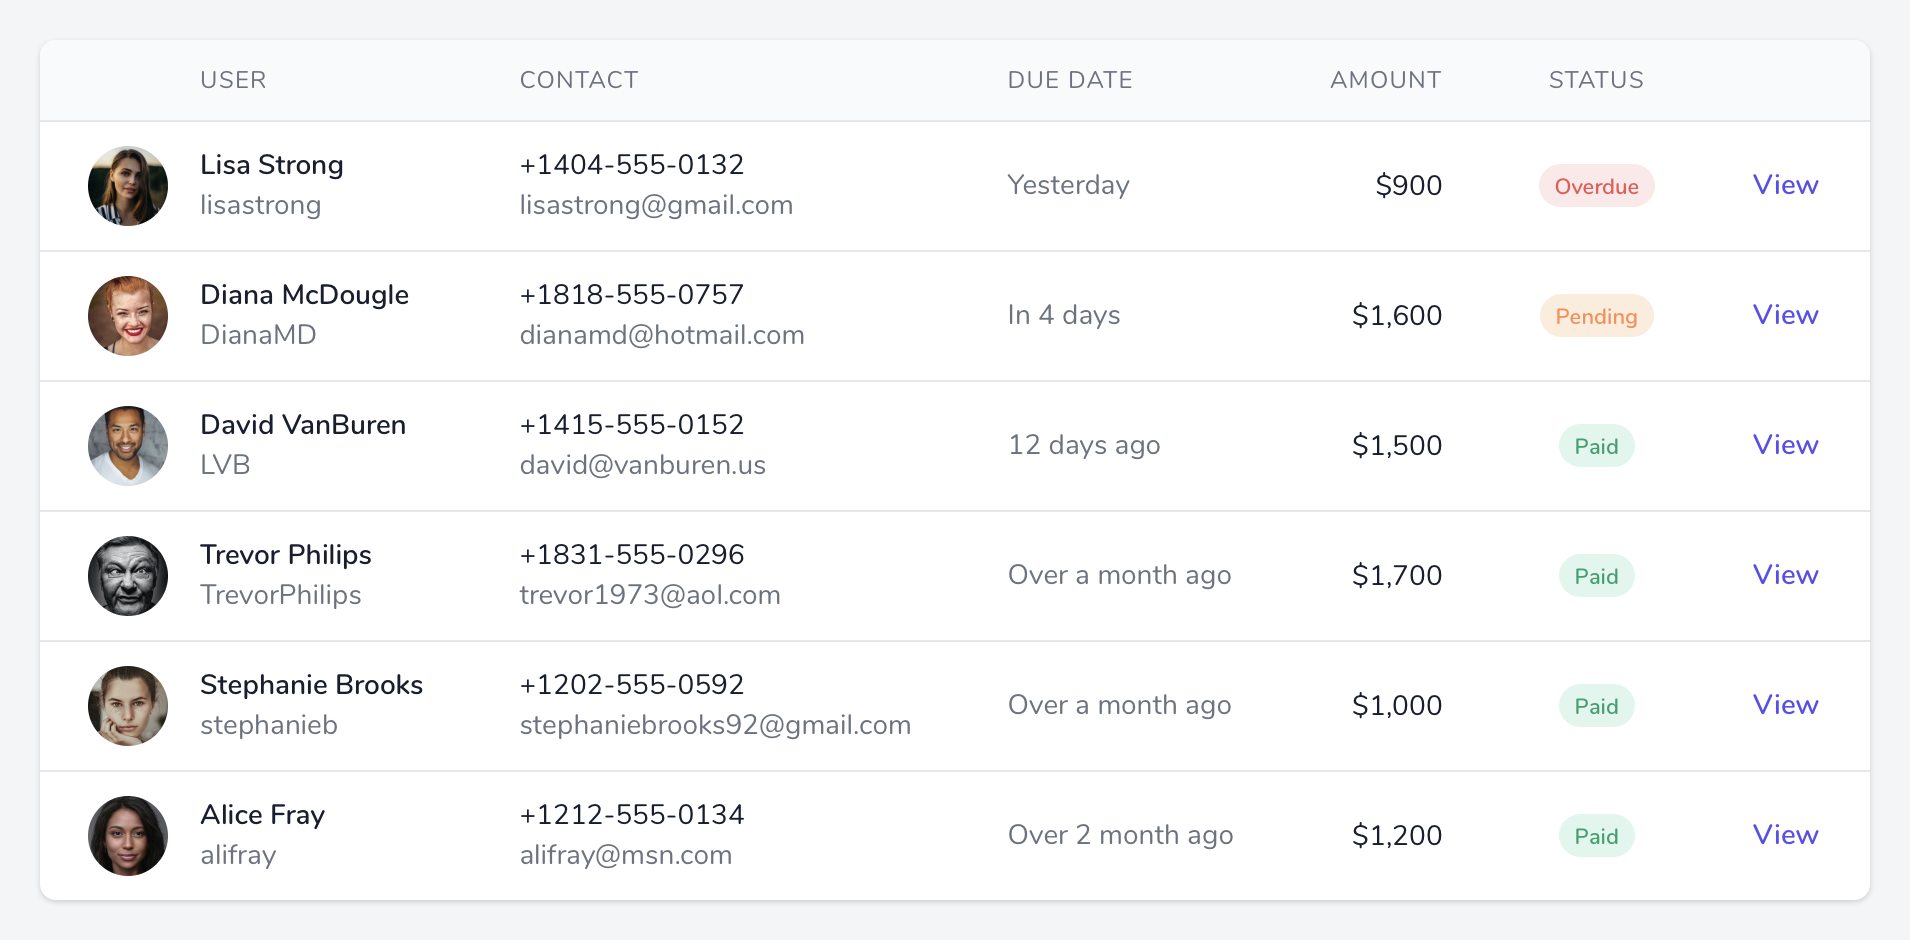 USER CONTACT DUE DATE AMOUNT STATUS
Lisa Strong
lisastrong
+1404-555-0132
lisastrong@gmail.com
Yesterday
$900
Overdue
View
Diana McDougle
DianaMD
+1818-555-0757
dianamd@hotmail.com
In 4 days
$1,600
Pending
View
David VanBuren
LVB
+1415-555-0152
david@vanburen.us
12 days ago
$1,500
Paid
View
Trevor Philips
TrevorPhilips
+1831-555-0296
trevor1973@aol.com
Over a month ago
$1,700
Paid
View
Stephanie Brooks
stephanieb
+1202-555-0592
stephaniebrooks92@gmail.com
Over a month ago
$1,000
Paid
View
Alice Fray
alifray
+1212-555-0134
alifray@msn.com
Over 2 month ago
$1,200
Paid
View